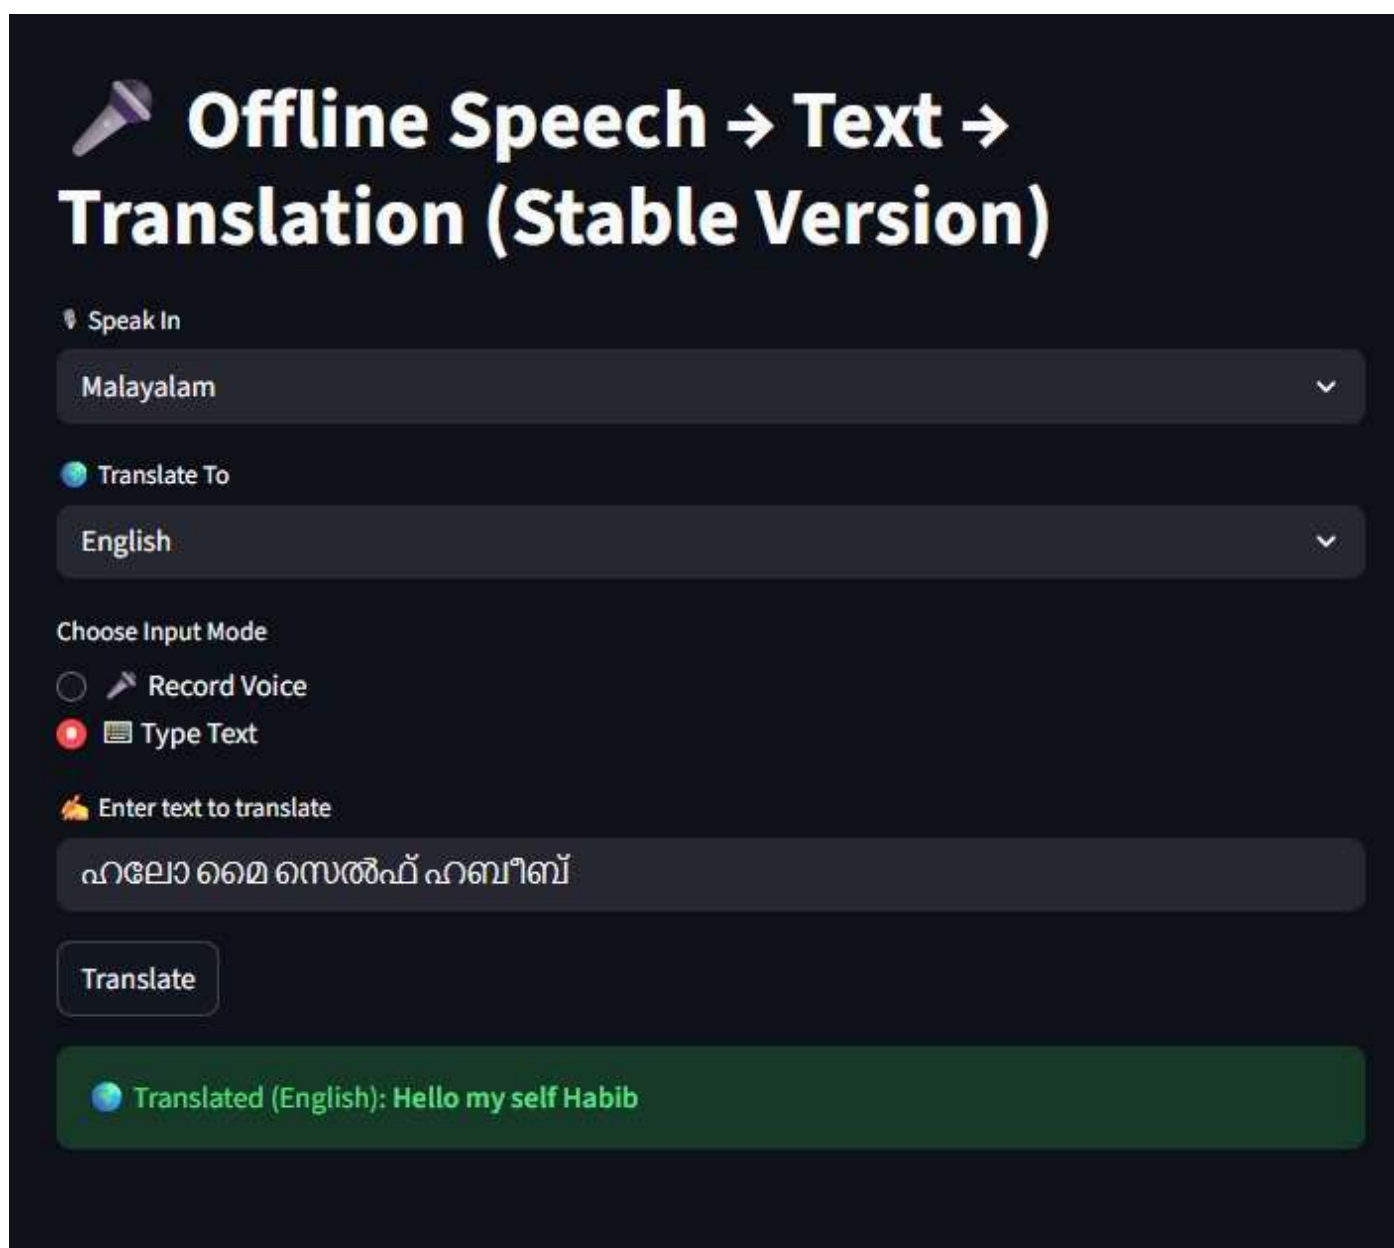 🎤 Offline Speech → Text →
Translation (Stable Version)
🎙 Speak In
Malayalam
🌍 Translate To
English
Choose Input Mode
🎤 Record Voice
⌨ Type Text
✍ Enter text to translate
ഹലോ മൈ സെൽഫ് ഹബീബ്
Translate
🌍 Translated (English): Hello my self Habib